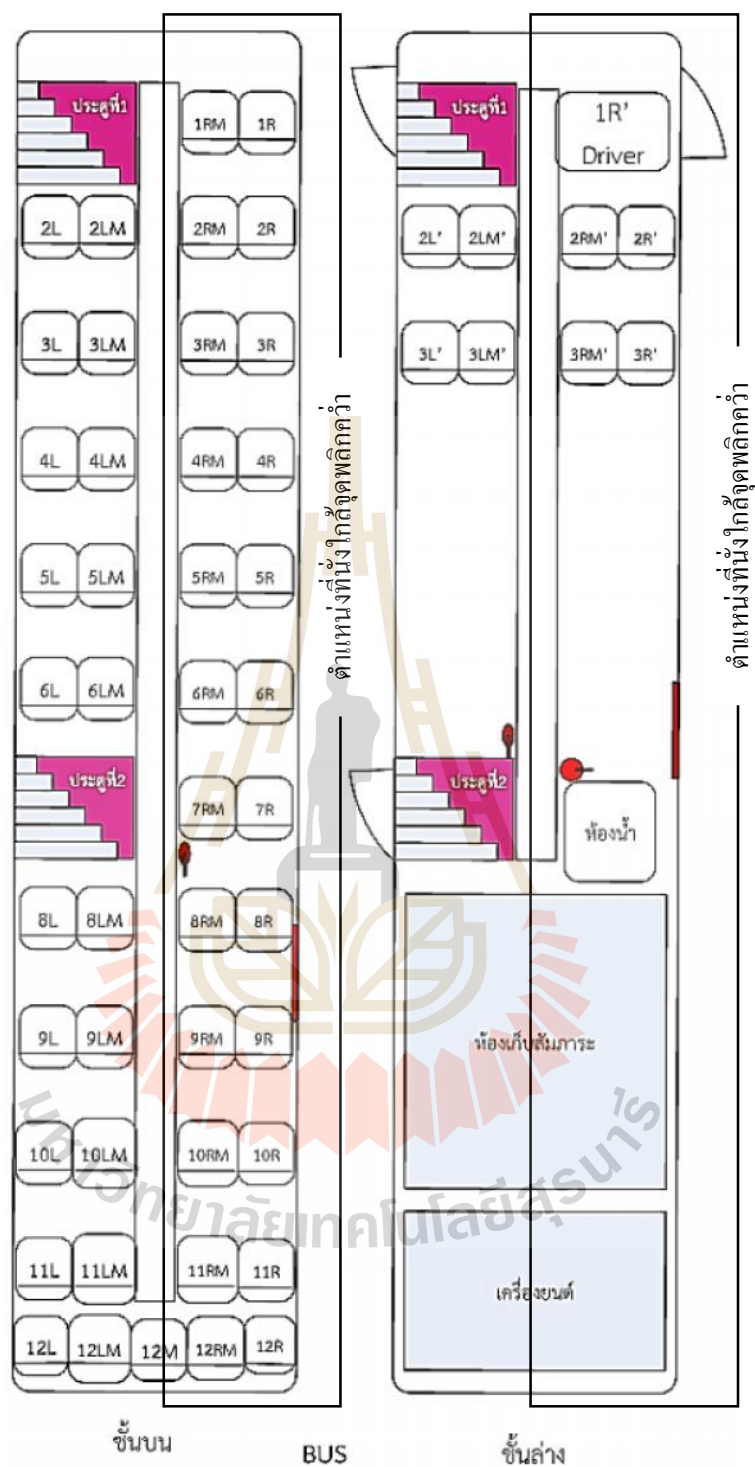 ประตูที่1
1RM 1R
2L 2LM 2RM 2R
3L 3LM 3RM 3R
4L 4LM 4RM 4R
5L 5LM 5RM 5R
6L 6LM 6RM 6R
ประตูที่2
7RM 7R
8L 8LM 8RM 8R
9L 9LM 9RM 9R
10L 10LM 10RM 10R
11L 11LM 11RM 11R
12L 12LM 12M 12RM 12R
ตำแหน่งที่นั่งใกล้จุดพลิกคว่ำ
ชั้นบน
ประตูที่1
1R’
Driver
2L’ 2LM’ 2RM’ 2R’
3L’ 3LM’ 3RM’ 3R’
ประตูที่2
ห้องน้ำ
ห้องเก็บสัมภาระ
เครื่องยนต์
ตำแหน่งที่นั่งใกล้จุดพลิกคว่ำ
ชั้นล่าง
BUS
มหาวิทยาลัยเทคโนโลยีสุรนารี